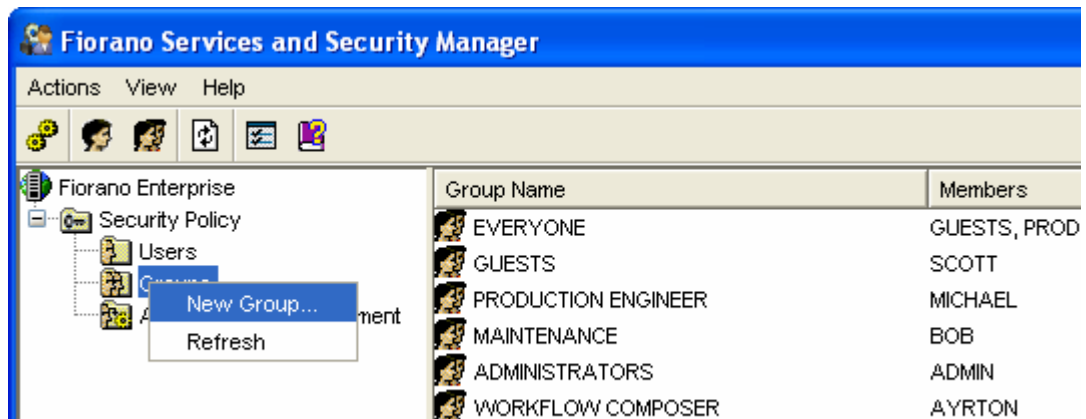 Fiorano Services and Security Manager
Actions View Help
Fiorano Enterprise
Security Policy
Users
Groups
ment
New Group...
Refresh
Group Name Members
EVERYONE GUESTS, PROD
GUESTS SCOTT
PRODUCTION ENGINEER MICHAEL
MAINTENANCE BOB
ADMINISTRATORS ADMIN
WORKFLOW COMPOSER AYRTON